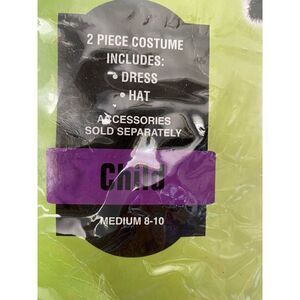 2 PIECE COSTUME
INCLUDES:
• DRESS
• HAT
ACCESSORIES
SOLD SEPARATELY
Child
MEDIUM 8-10